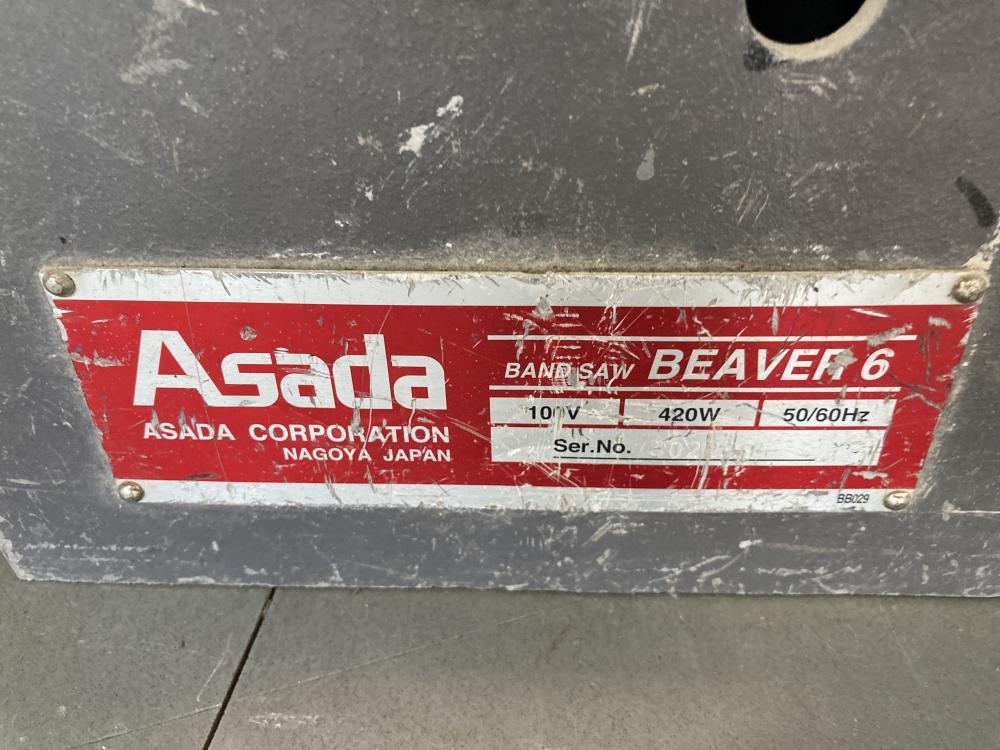 Asada
ASADA CORPORATION
NAGOYA JAPAN
BAND SAW BEAVER 6
100V 420W 50/60Hz
Ser.No.
BB029